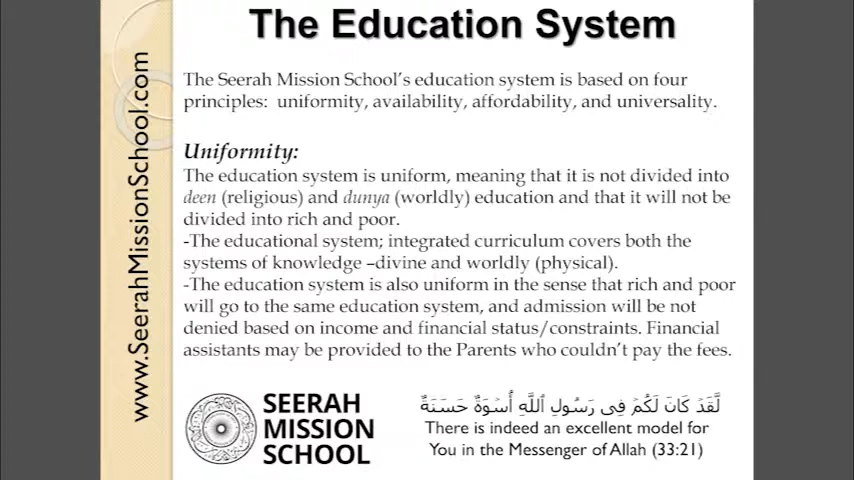 The Education System
The Seerah Mission School's education system is based on four
principles: uniformity, availability, affordability, and universality.
Uniformity:
The education system is uniform, meaning that it is not divided into
deen (religious) and dunya (worldly) education and that it will not be
divided into rich and poor.
-The educational system; integrated curriculum covers both the
systems of knowledge –divine and worldly (physical).
-The education system is also uniform in the sense that rich and poor
will go to the same education system, and admission will be not
denied based on income and financial status/constraints. Financial
assistants may be provided to the Parents who couldn't pay the fees.
www.SeerahMissionSchool.com
SEERAH
MISSION
SCHOOL
لَّقَدْ كَانَ لَكُمْ فِى رَسُولِ ٱللَّهِ أُسْوَةٌ حَسَنَةٌ
There is indeed an excellent model for
You in the Messenger of Allah (33:21)